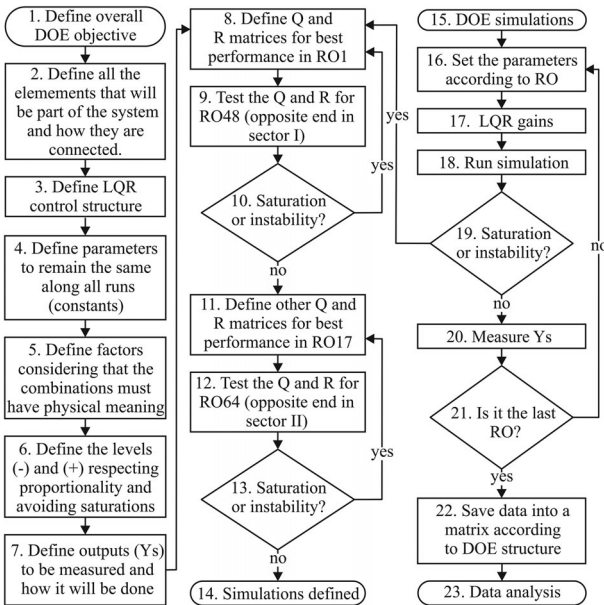 1. Define overall
DOE objective
2. Define all the
elemements that will
be part of the system
and how they are
connected.
3. Define LQR
control structure
4. Define parameters
to remain the same
along all runs
(constants)
5. Define factors
considering that the
combinations must
have physical meaning
6. Define the levels
(-) and (+) respecting
proportionality and
avoiding saturations
7. Define outputs (Ys)
to be measured and
how it will be done
8. Define Q and
R matrices for best
performance in RO1
9. Test the Q and R for
RO48 (opposite end in
sector I)
yes
10. Saturation
or instability?
no
11. Define other Q and
R matrices for best
performance in RO17
12. Test the Q and R for
RO64 (opposite end in
sector II)
yes
13. Saturation
or instability?
no
14. Simulations defined
15. DOE simulations
16. Set the parameters
according to RO
17. LQR gains
18. Run simulation
yes
19. Saturation
or instability?
no
no
20. Measure Ys
21. Is it the last
RO?
yes
22. Save data into a
matrix according
to DOE structure
23. Data analysis